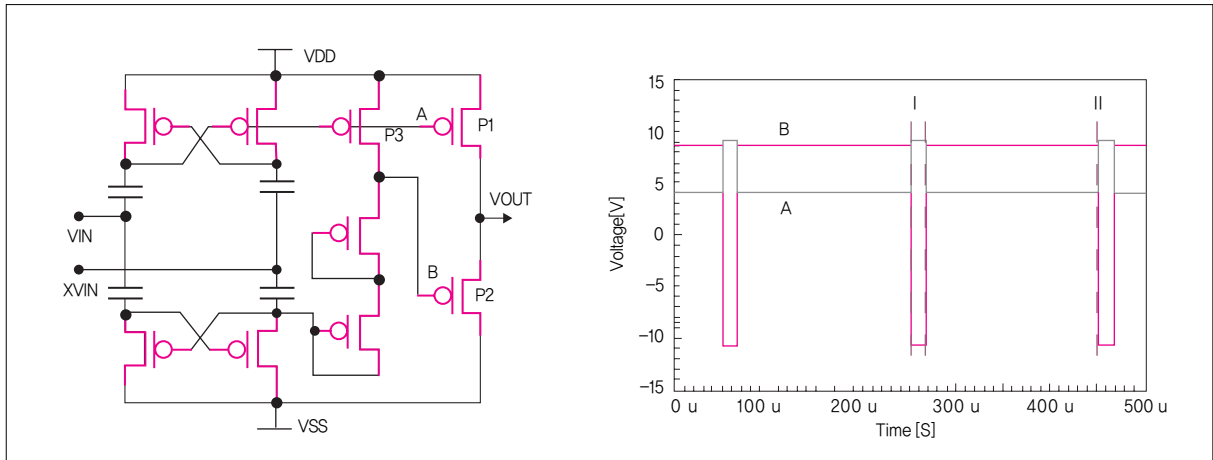 VDD
A
P3
P1
VIN
VOUT
XVIN
B
P2
VSS
15
10
5
0
−5
−10
−15
Voltage[V]
I
II
B
A
0 u
100 u
200 u
300 u
400 u
500 u
Time [S]